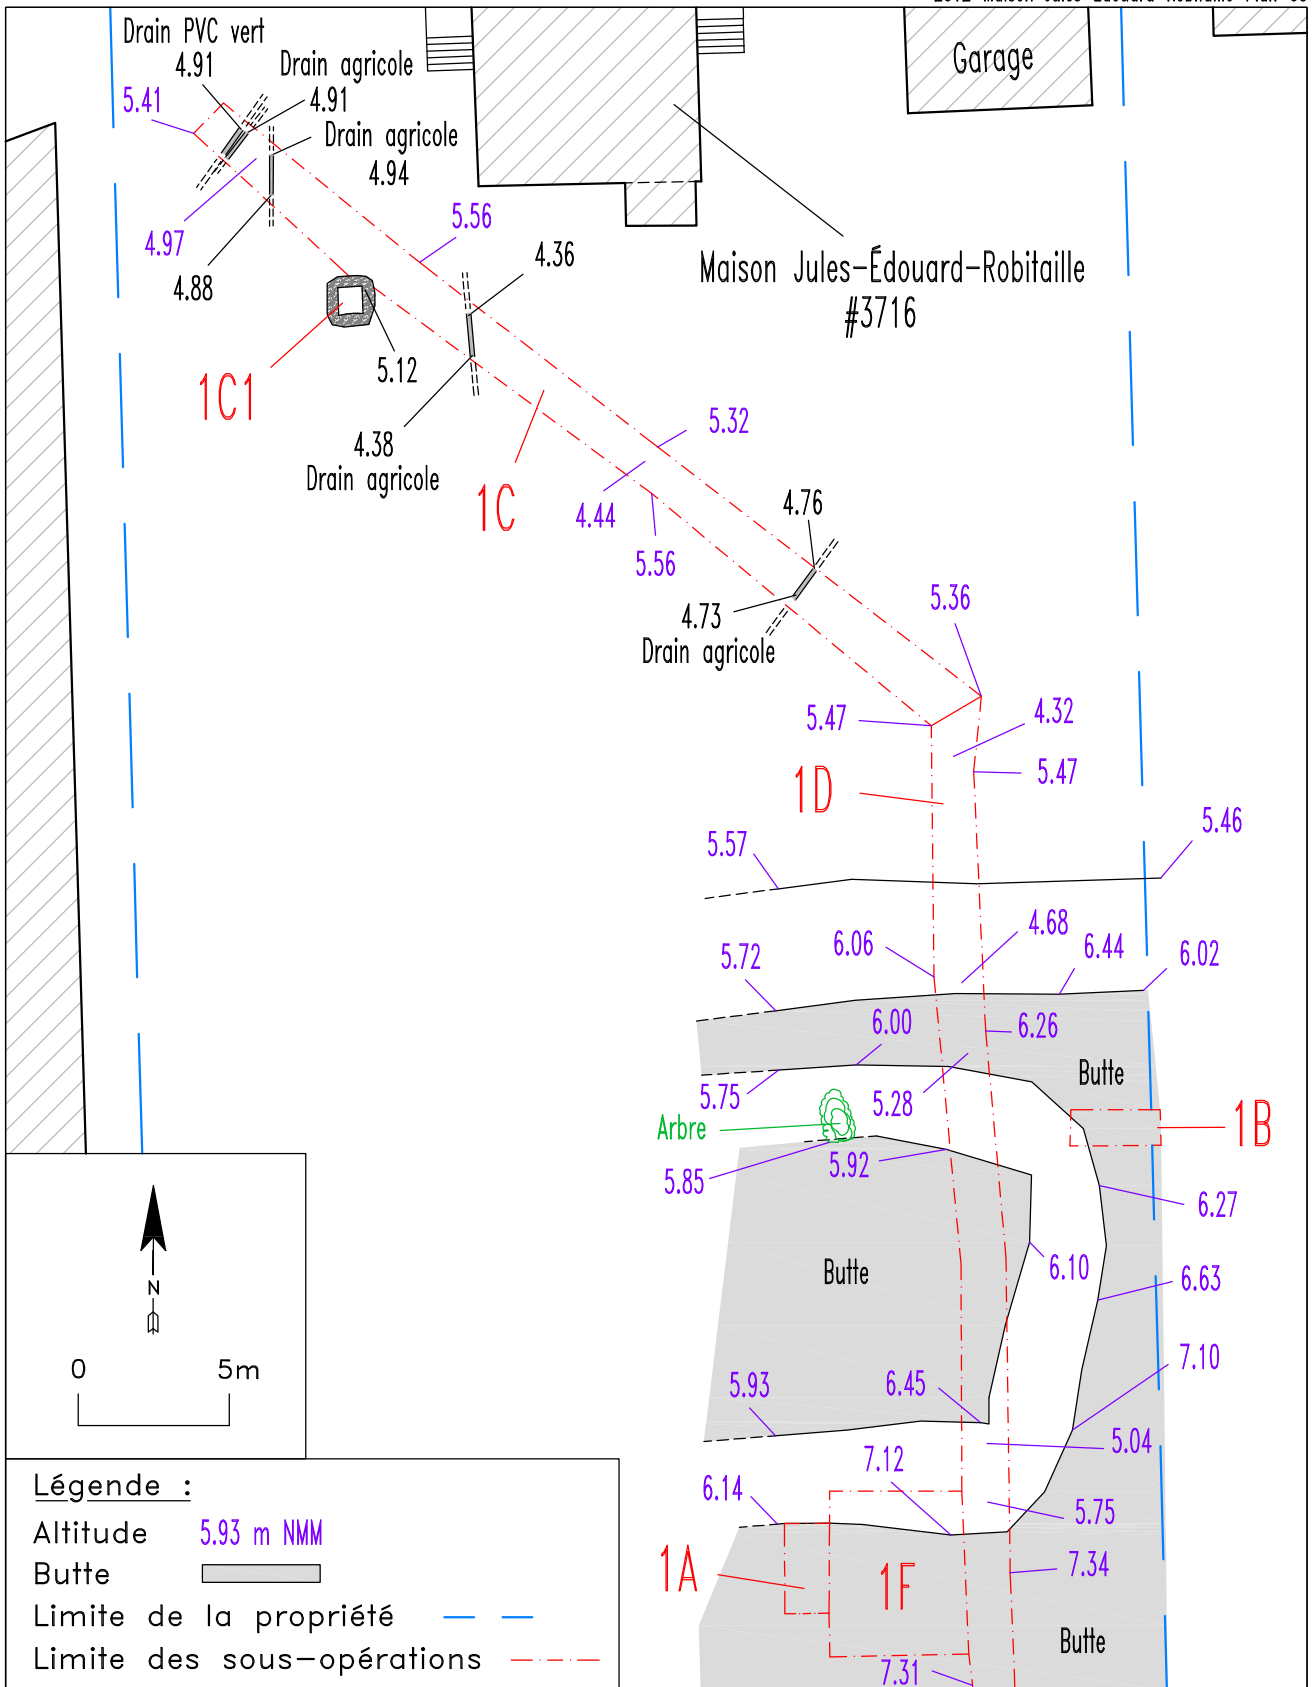 Drain PVC vert
4.91
Drain agricole
4.91
5.41
Drain agricole
4.94
Garage
4.97
4.88
5.56
4.36
Maison Jules-Édouard-Robitaille
#3716
5.12
1C1
4.38
Drain agricole
5.32
1C
4.44
4.76
5.56
4.73
Drain agricole
5.36
5.47
4.32
5.47
1D
5.46
5.57
4.68
6.06
6.44
6.02
5.72
6.00
6.26
Butte
5.75
5.28
Arbre
1B
5.92
5.85
6.27
6.10
Butte
6.63
N
0 5m
7.10
5.93
6.45
5.04
7.12
6.14
5.75
1A
1F
7.34
Butte
7.31
Légende :
Altitude 5.93 m NMM
Butte
Limite de la propriété
Limite des sous-opérations